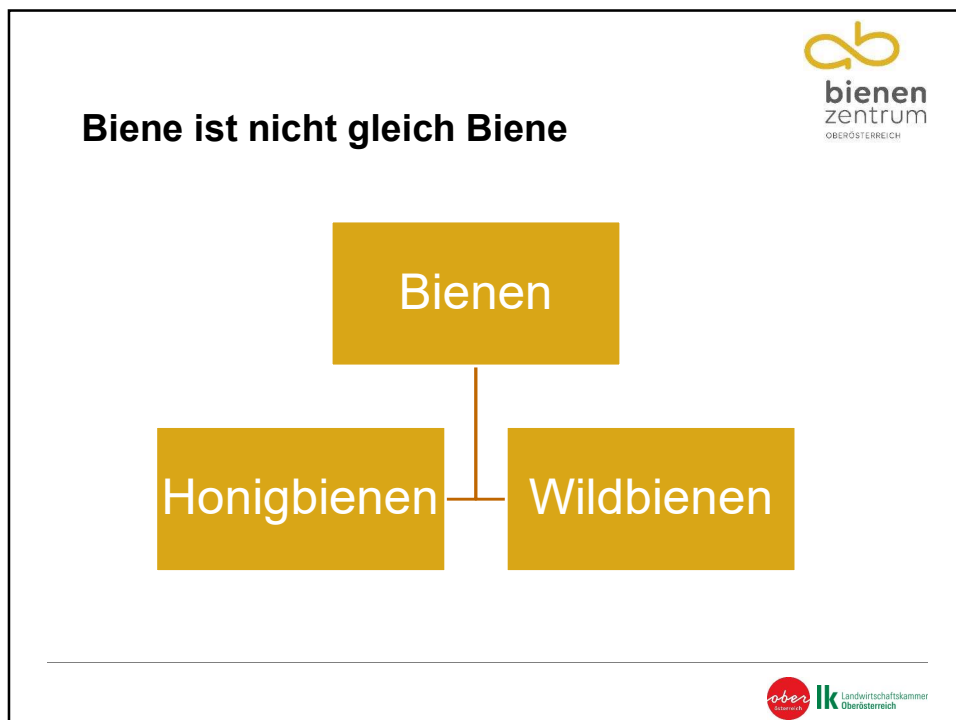 bienen
zentrum
OBERÖSTERREICH
Biene ist nicht gleich Biene
Bienen
Honigbienen
Wildbienen
ober
österreich
lk
Landwirtschaftskammer
Oberösterreich